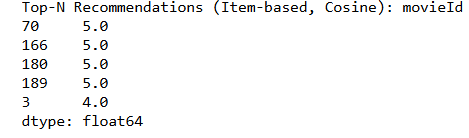 Top-N Recommendations (Item-based, Cosine): movieId
70 5.0
166 5.0
180 5.0
189 5.0
3 4.0
dtype: float64